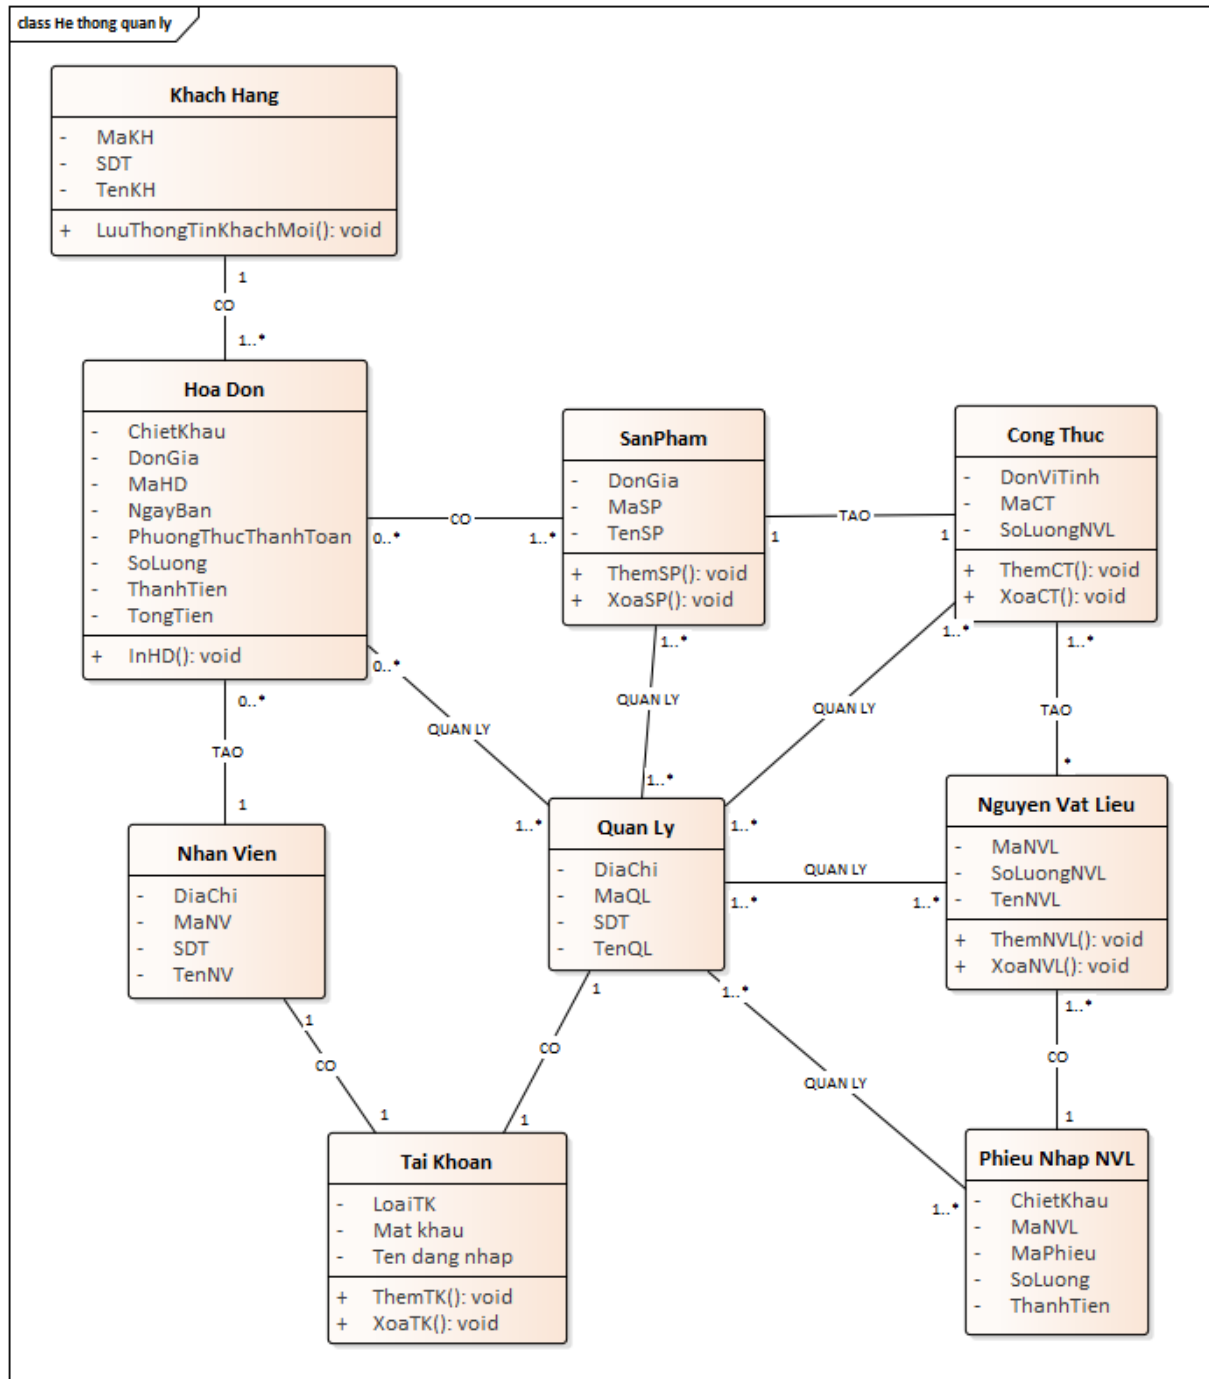 class He thong quan ly
Khach Hang
- MaKH
- SDT
- TenKH
+ LuuThongTinKhachMoi(): void
1
CO
1..*
Hoa Don
- ChietKhau
- DonGia
- MaHD
- NgayBan
- PhuongThucThanhToan
- SoLuong
- ThanhTien
- TongTien
+ InHD(): void
0..*
CO
1..*
SanPham
- DonGia
- MaSP
- TenSP
+ ThemSP(): void
+ XoaSP(): void
1
TAO
1
Cong Thuc
- DonViTinh
- MaCT
- SoLuongNVL
+ ThemCT(): void
+ XoaCT(): void
0..*
QUAN LY
1..*
1..*
QUAN LY
1..*
1..*
QUAN LY
1..*
1..*
TAO
*
0..*
TAO
1
Nhan Vien
- DiaChi
- MaNV
- SDT
- TenNV
Quan Ly
- DiaChi
- MaQL
- SDT
- TenQL
QUAN LY
1..*
1..*
Nguyen Vat Lieu
- MaNVL
- SoLuongNVL
- TenNVL
+ ThemNVL(): void
+ XoaNVL(): void
1
CO
1
1
CO
1
1..*
QUAN LY
1..*
1..*
CO
1
Tai Khoan
- LoaiTK
- Mat khau
- Ten dang nhap
+ ThemTK(): void
+ XoaTK(): void
Phieu Nhap NVL
- ChietKhau
- MaNVL
- MaPhieu
- SoLuong
- ThanhTien